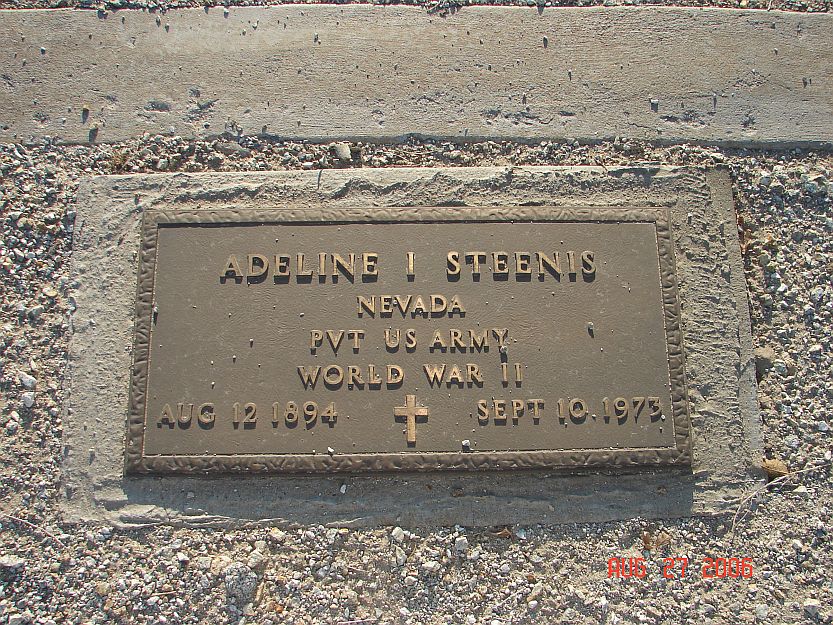 ADELINE I STEENIS
NEVADA
PVT US ARMY
WORLD WAR II
AUG 12 1894 SEPT 10 1973
AUG 27 2006